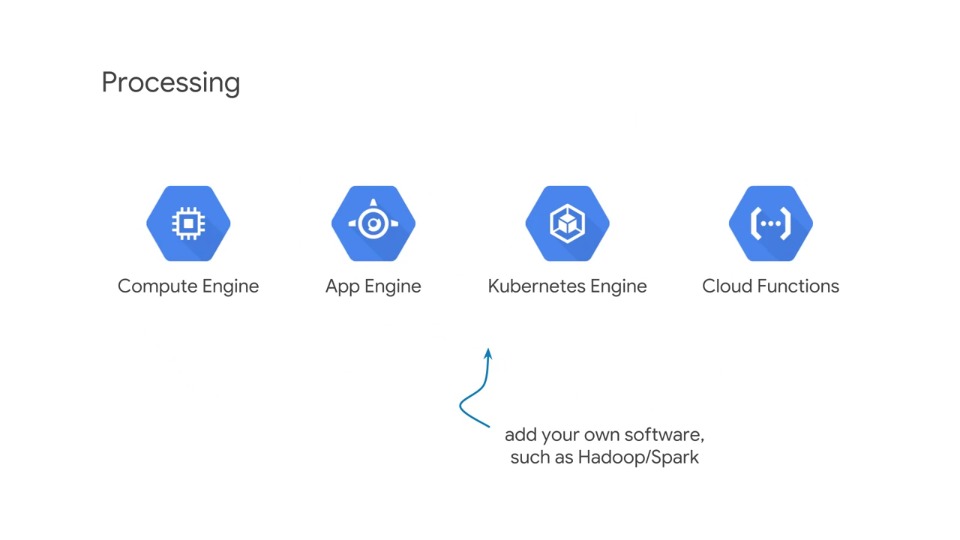 Processing
Compute Engine
App Engine
Kubernetes Engine
Cloud Functions
add your own software,
such as Hadoop/Spark